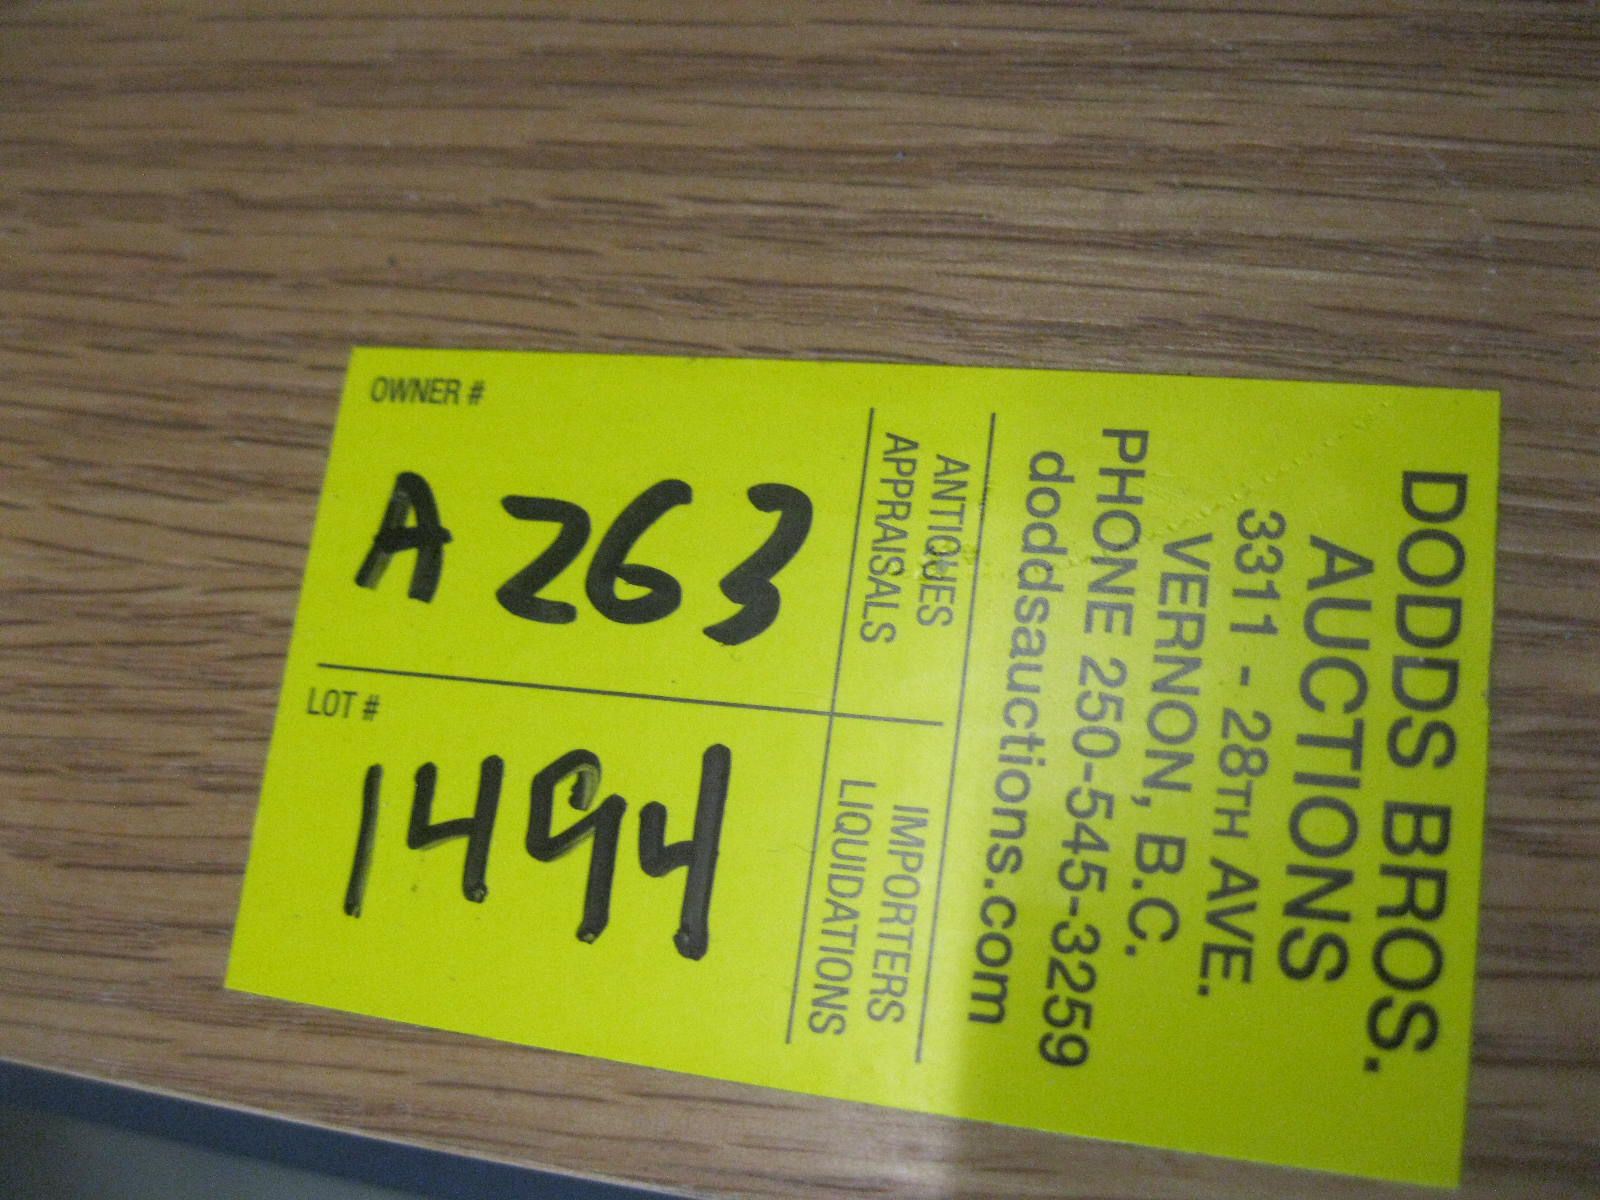 DODDS BROS.
AUCTIONS
3311 - 28TH AVE.
VERNON, B.C.
PHONE 250-545-3259
doddsauctions.com
ANTIQUES
APPRAISALS
IMPORTERS
LIQUIDATIONS
OWNER #
A263
LOT #
1494